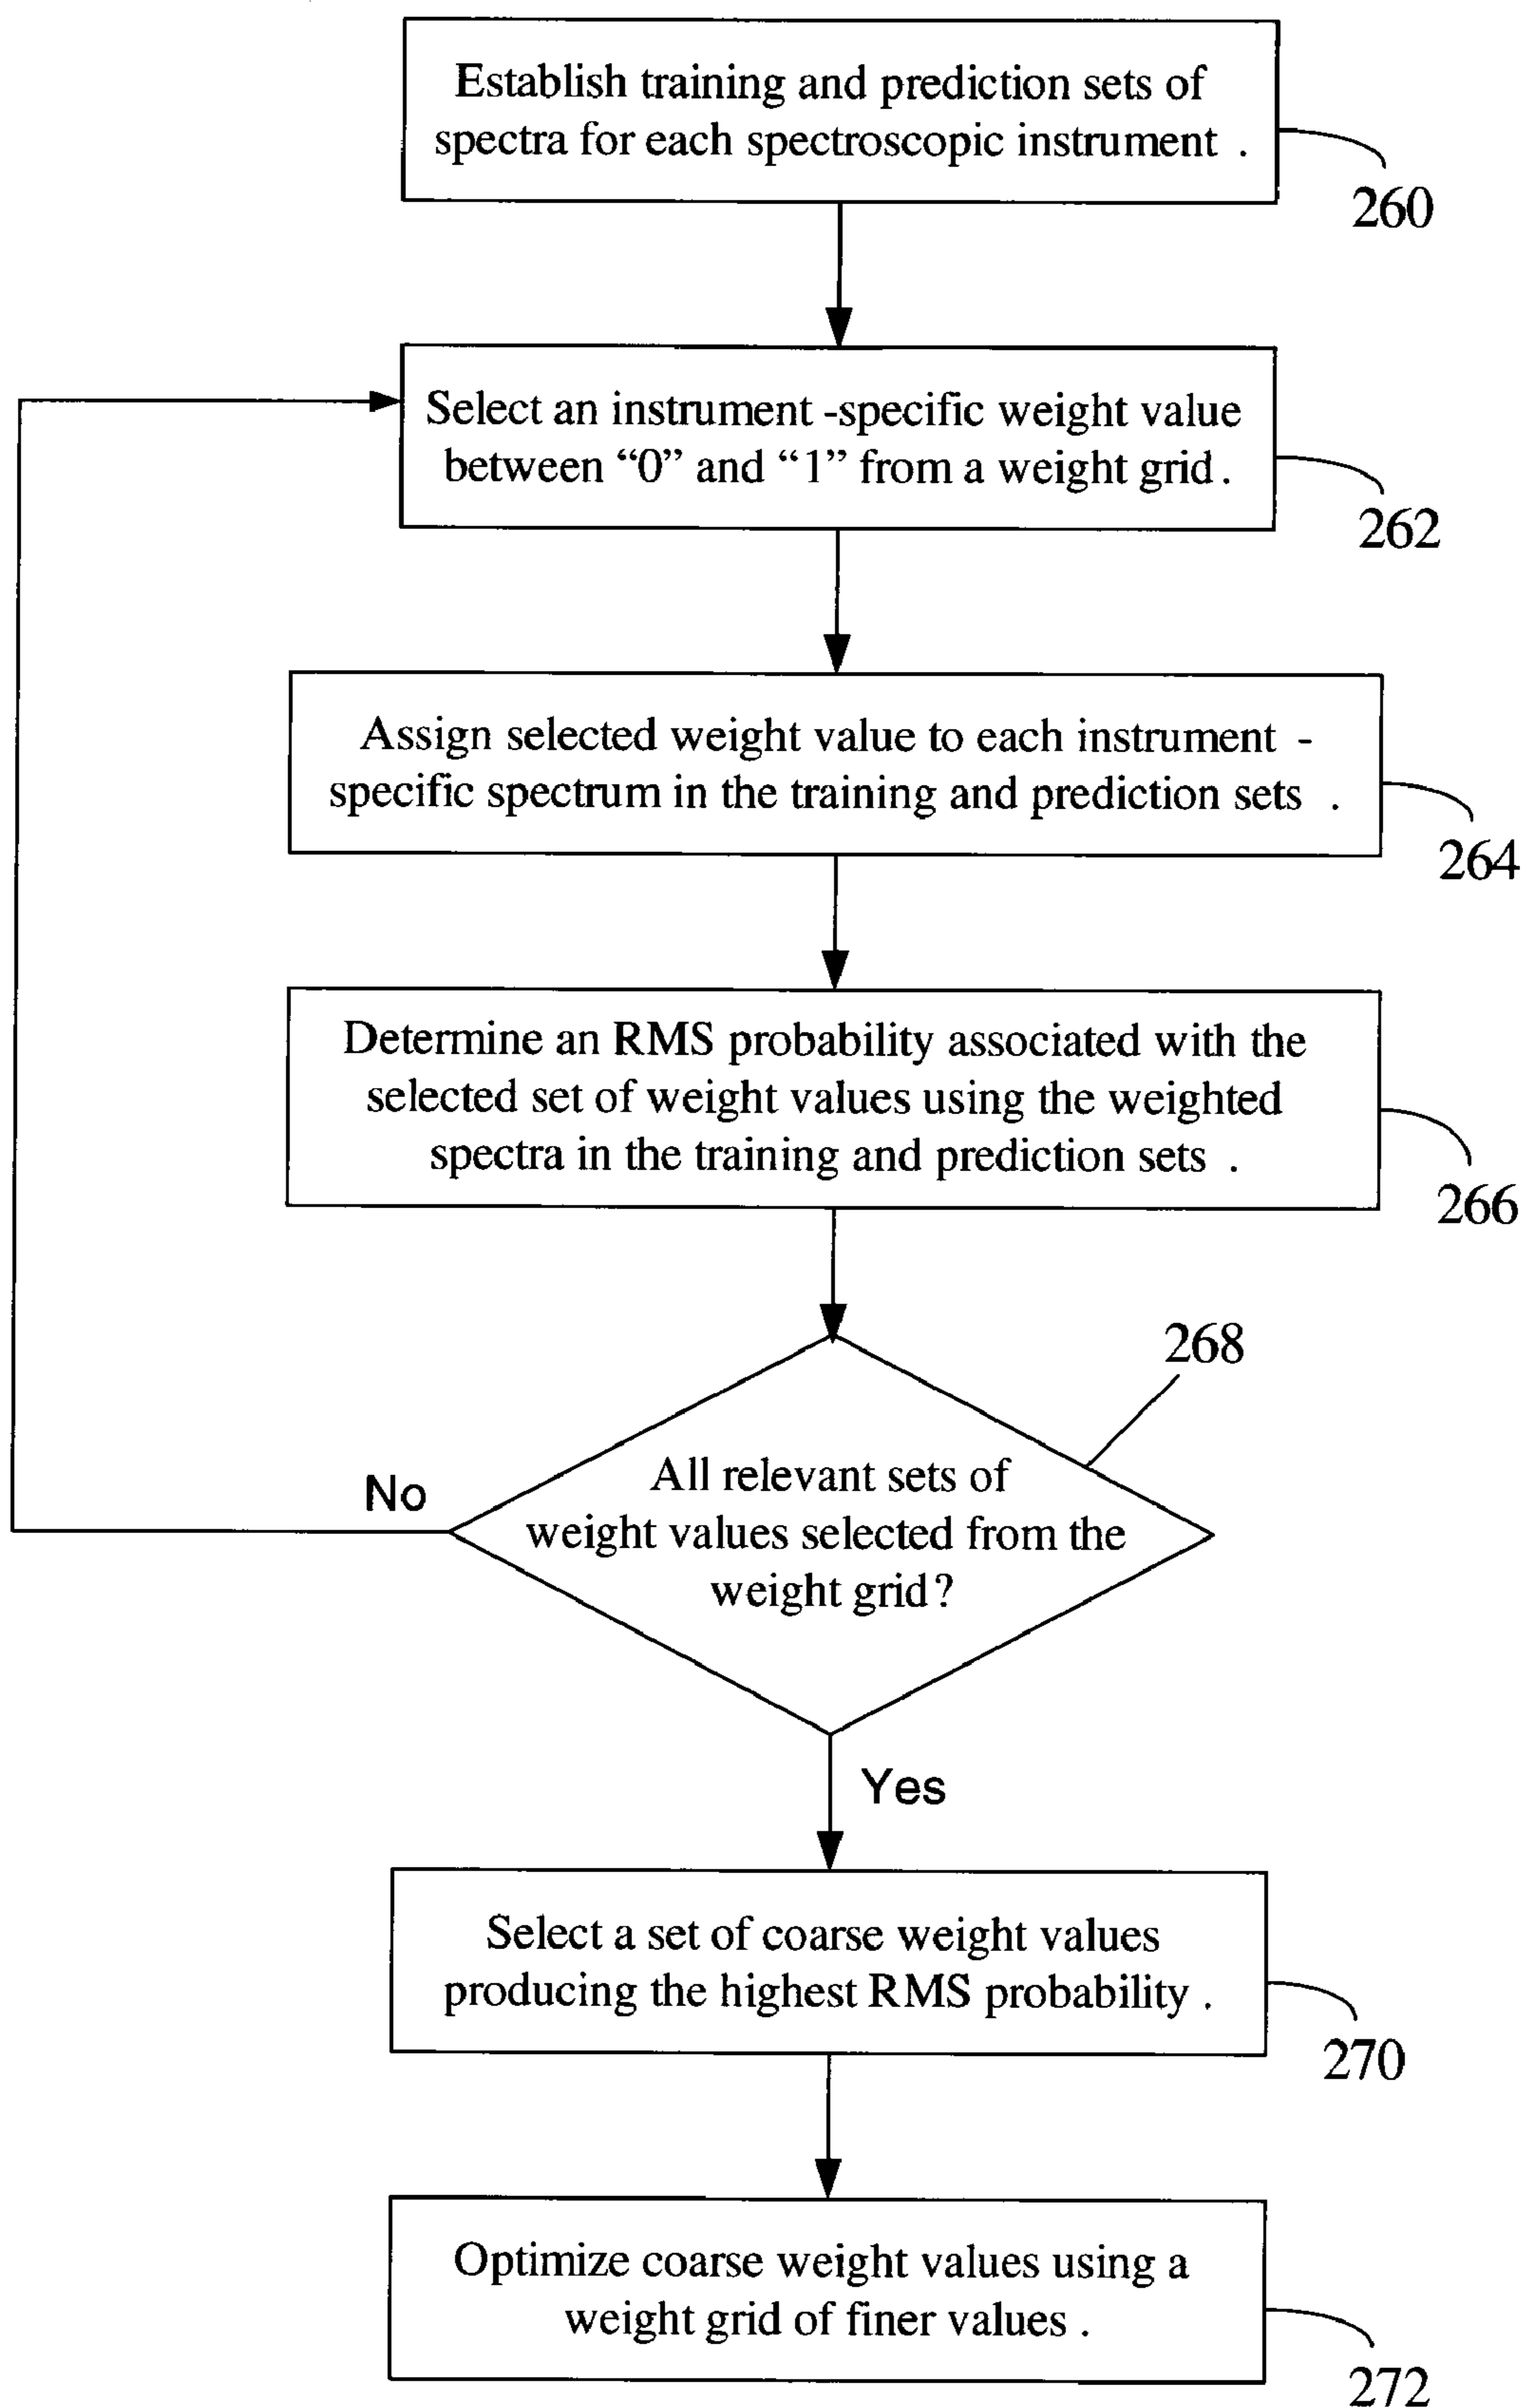 Establish training and prediction sets of
spectra for each spectroscopic instrument .
260
Select an instrument -specific weight value
between “0” and “1” from a weight grid.
262
Assign selected weight value to each instrument -
specific spectrum in the training and prediction sets .
264
Determine an RMS probability associated with the
selected set of weight values using the weighted
spectra in the training and prediction sets .
266
268
All relevant sets of
weight values selected from the
weight grid?
No
Yes
Select a set of coarse weight values
producing the highest RMS probability .
270
Optimize coarse weight values using a
weight grid of finer values .
272